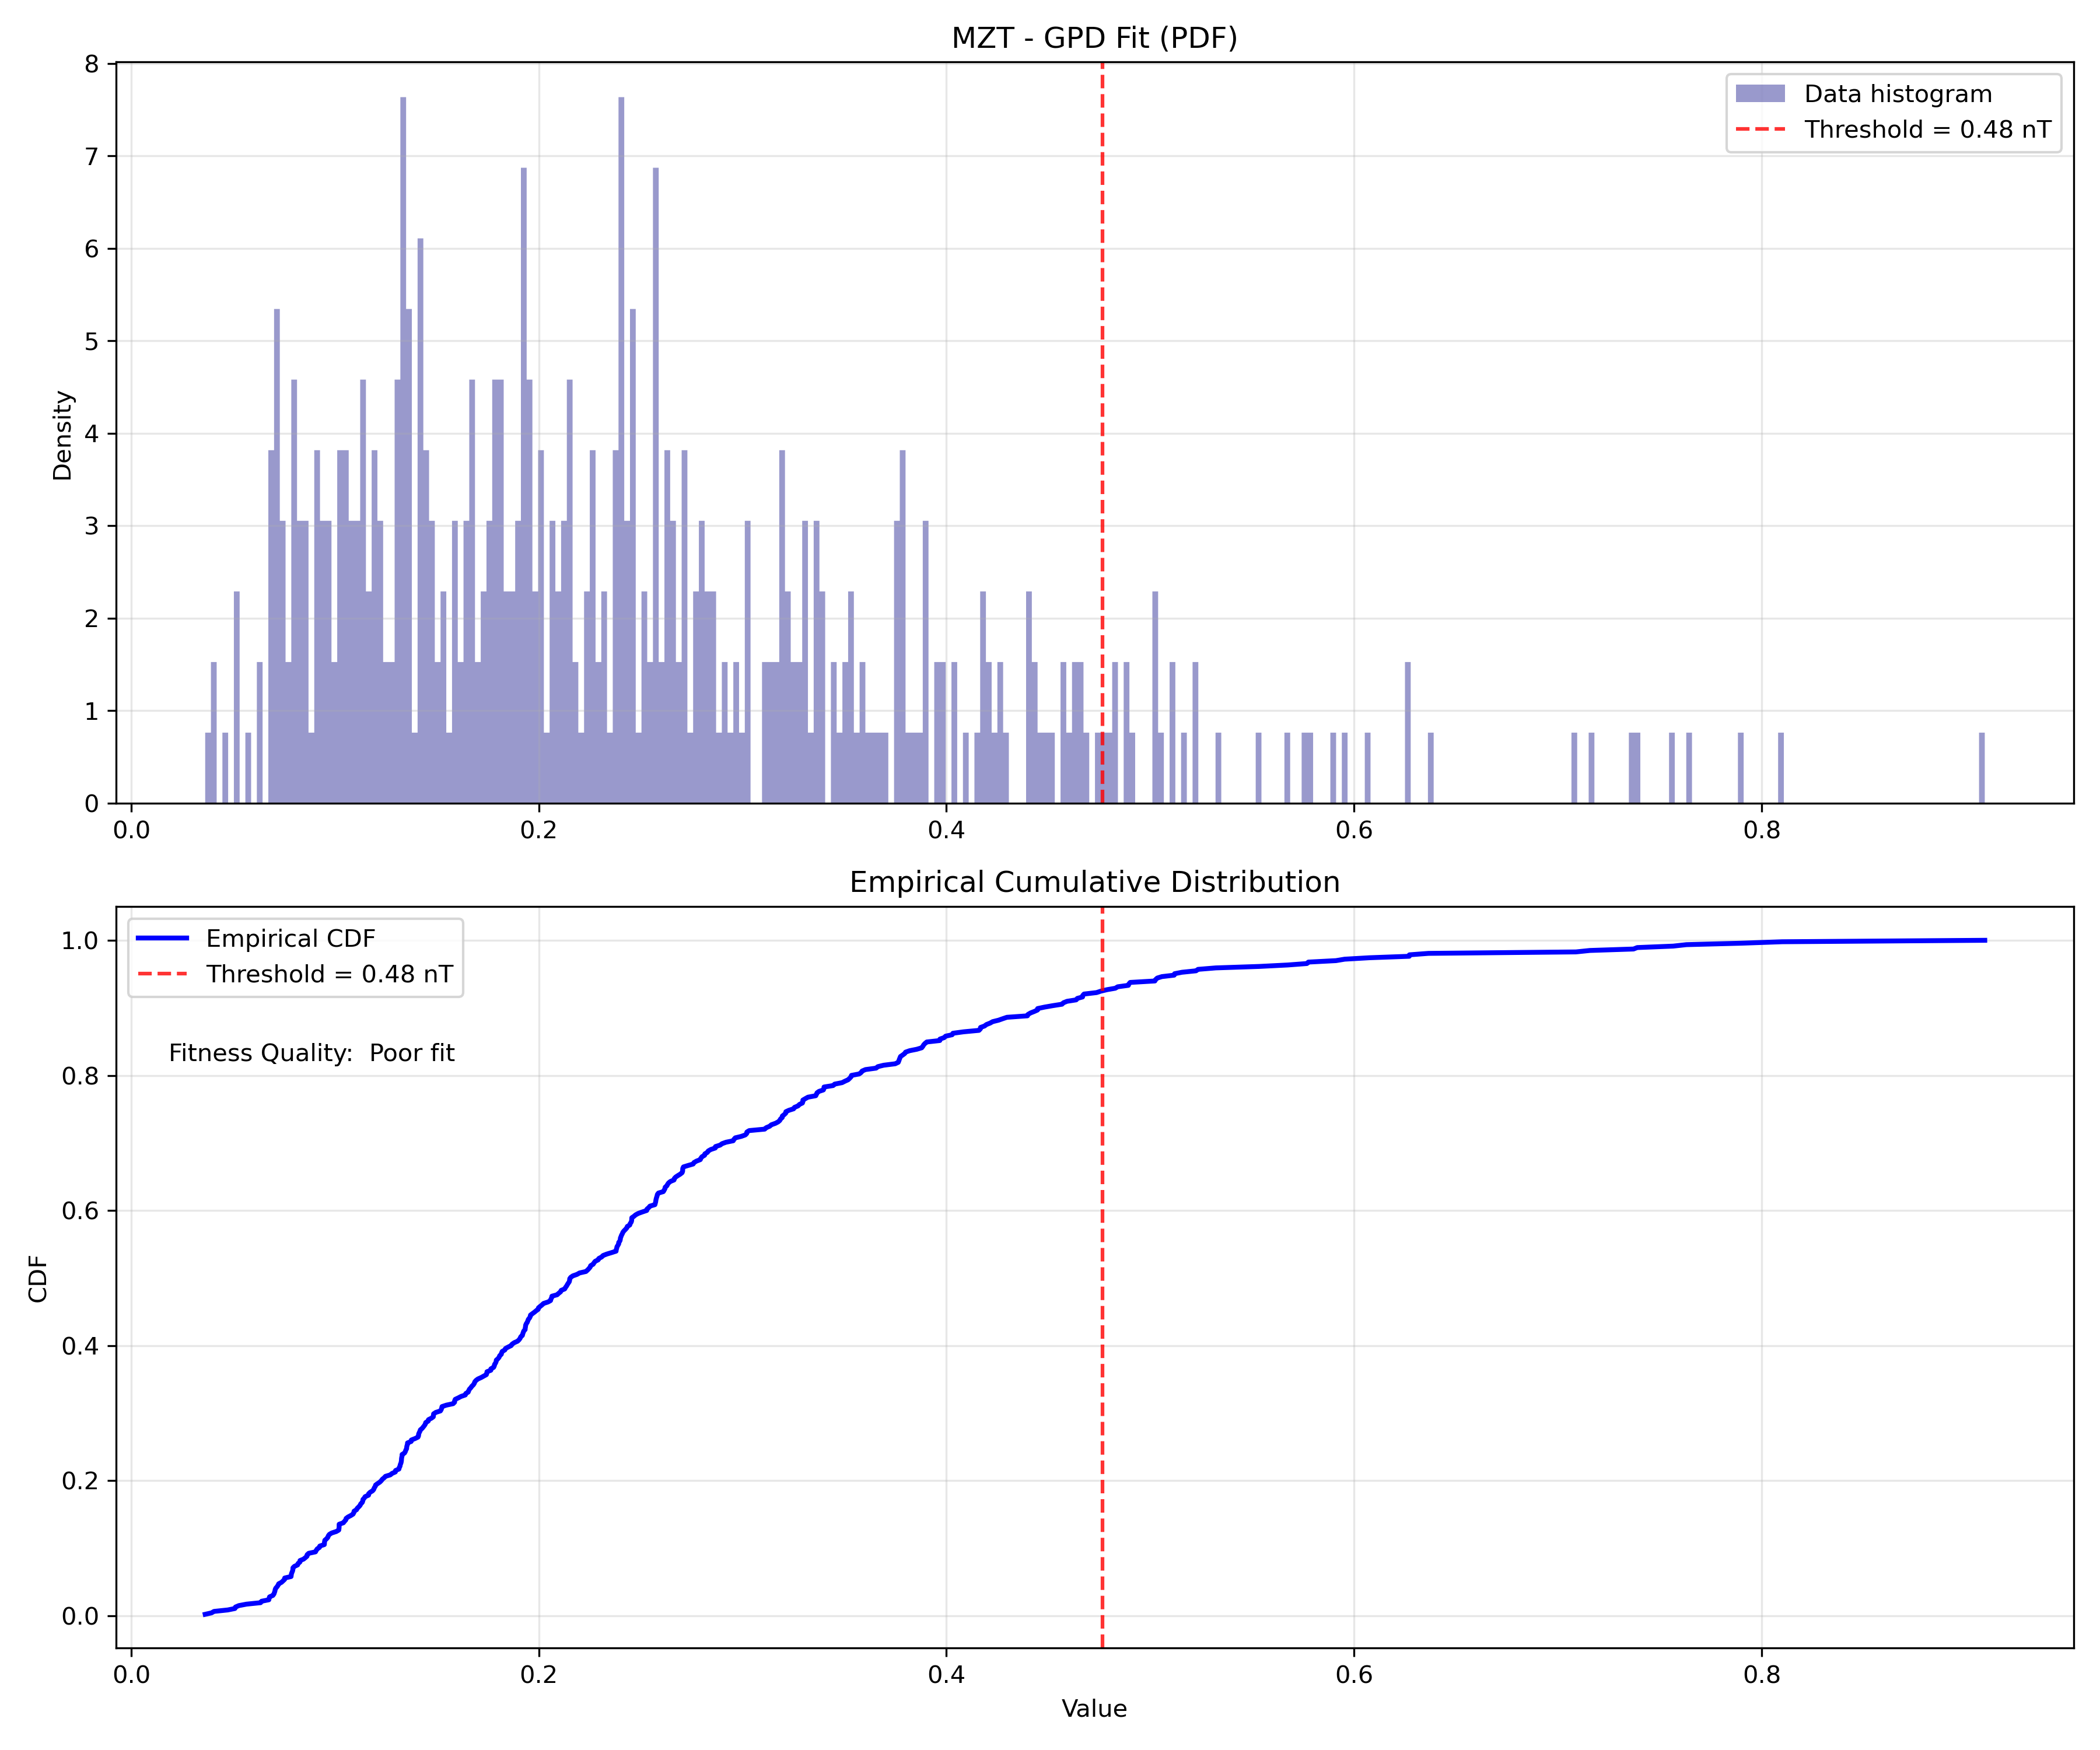 MZT - GPD Fit (PDF)
8
7
6
5
4
3
2
1
0
Density
Data histogram
Threshold = 0.48 nT
0.0 0.2 0.4 0.6 0.8
Empirical Cumulative Distribution
1.0
0.8
0.6
0.4
0.2
0.0
CDF
Empirical CDF
Threshold = 0.48 nT
Fitness Quality: Poor fit
0.0 0.2 0.4 0.6 0.8
Value